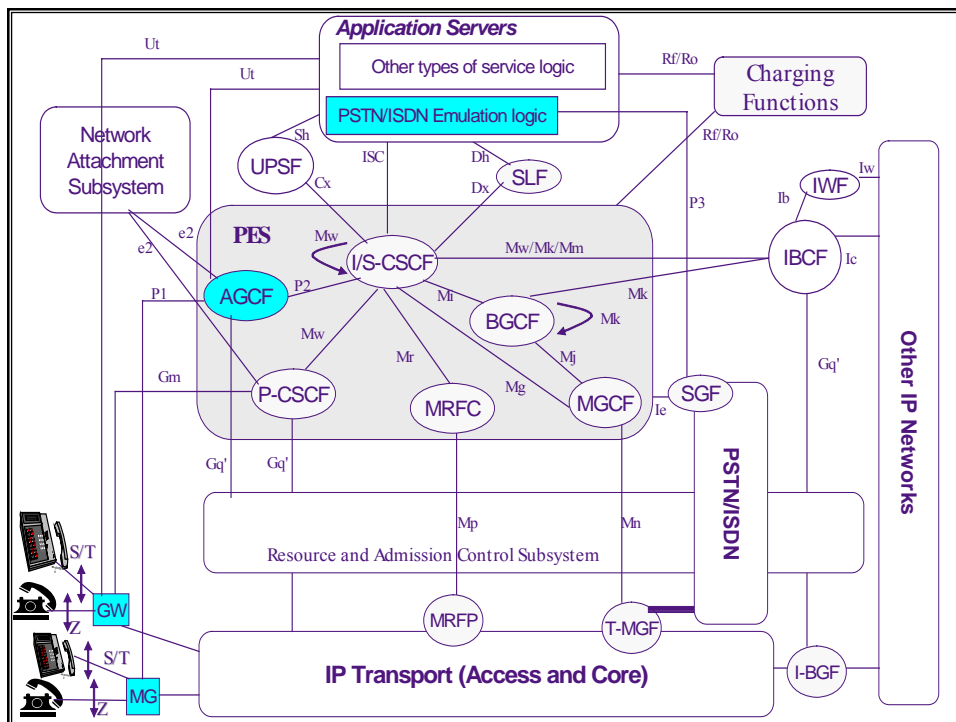 Application Servers
Ut
Other types of service logic
Rf/Ro
Ut
Charging
Functions
PSTN/ISDN Emulation logic
Network
Attachment
Subsystem
Sh
ISC
Dh
Rf/Ro
UPSF
SLF
Cx
Dx
P3
Iw
IWF
Ib
e2
e2
PES
Mw
I/S-CSCF
Mw/Mk/Mm
IBCF
Ic
P1
AGCF
P2
Mi
Mk
BGCF
Mk
Mw
Mr
Mj
Gq'
Gm
P-CSCF
Mg
MRFC
MGCF
Ie
SGF
Other IP Networks
Gq'
Gq'
PSTN/ISDN
Mp
Mn
S/T
Resource and Admission Control Subsystem
GW
Z
MRFP
T-MGF
S/T
IP Transport (Access and Core)
I-BGF
MG
Z